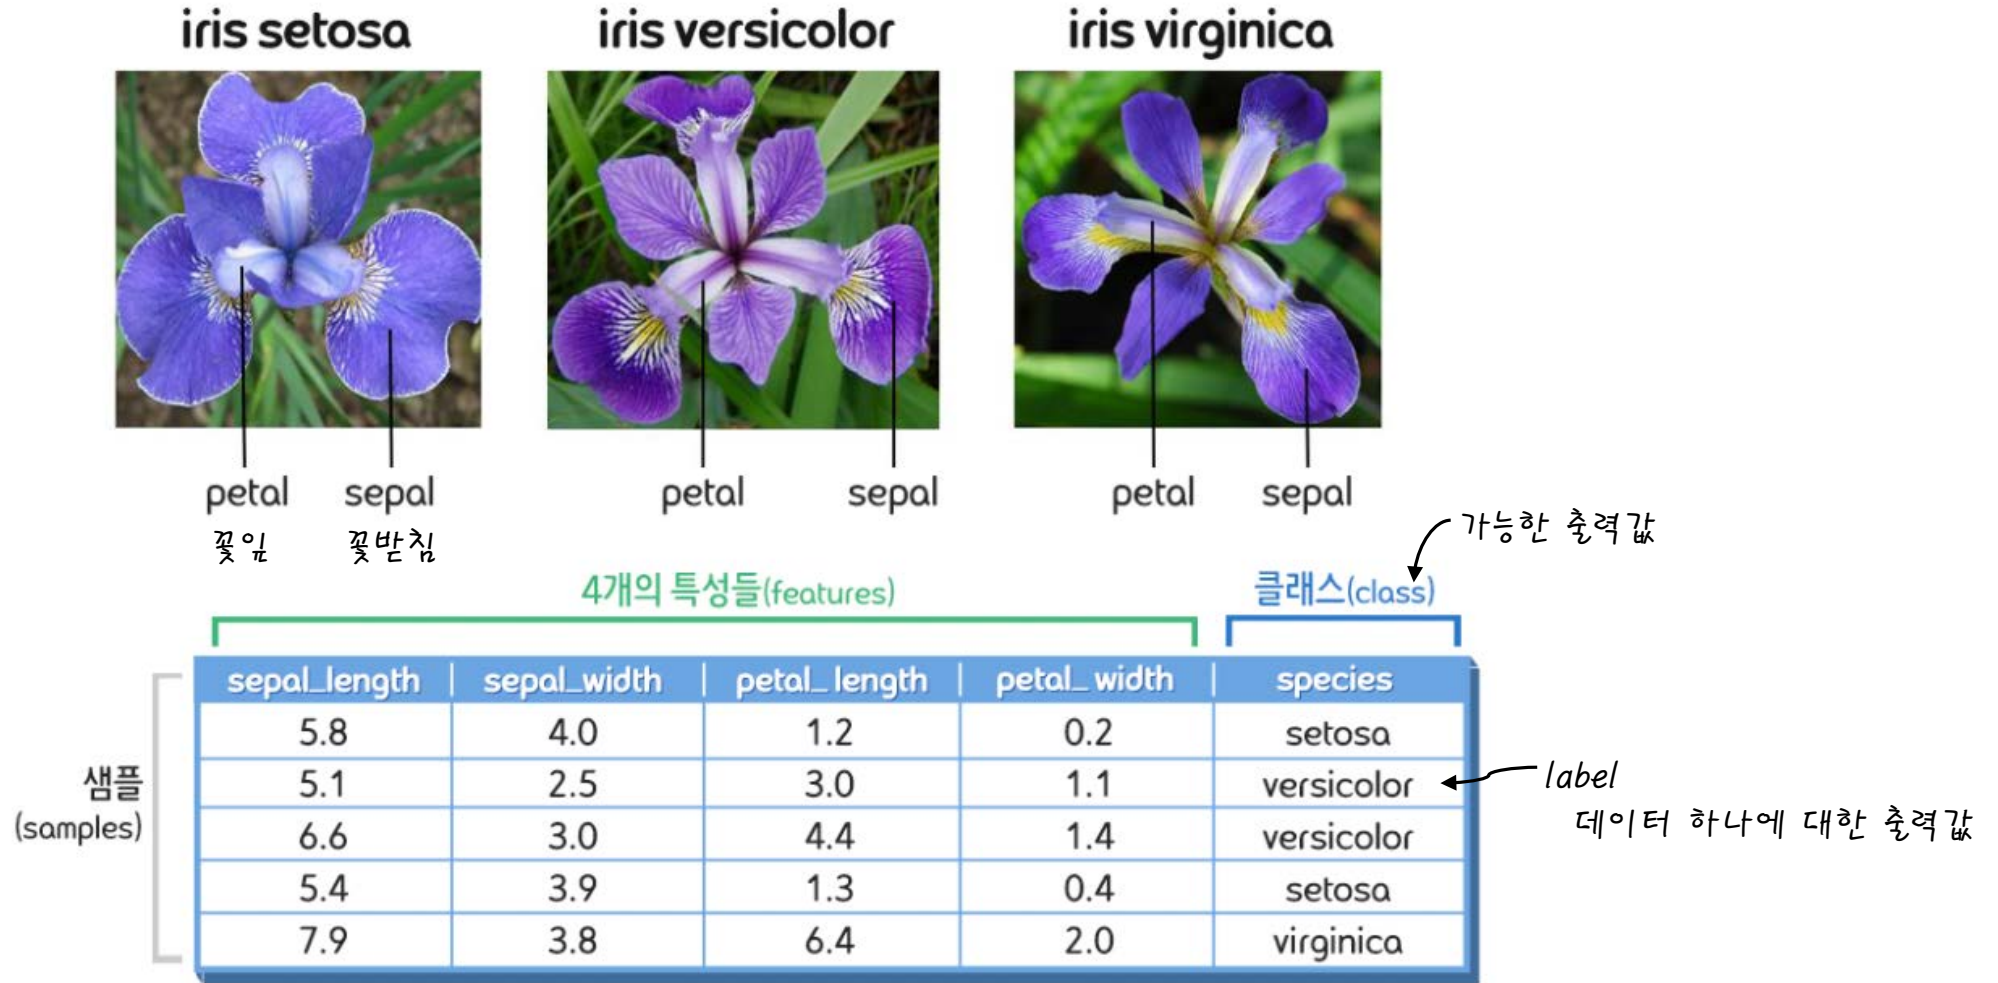 iris setosa iris versicolor iris virginica
petal sepal petal sepal petal sepal
꽃잎 꽃받침
가능한 출력값
4개의 특성들(features) 클래스(class)
sepal_length sepal_width petal_length petal_width species
5.8 4.0 1.2 0.2 setosa
5.1 2.5 3.0 1.1 versicolor
6.6 3.0 4.4 1.4 versicolor
5.4 3.9 1.3 0.4 setosa
7.9 3.8 6.4 2.0 virginica
샘플
(samples)
label
데이터 하나에 대한 출력값